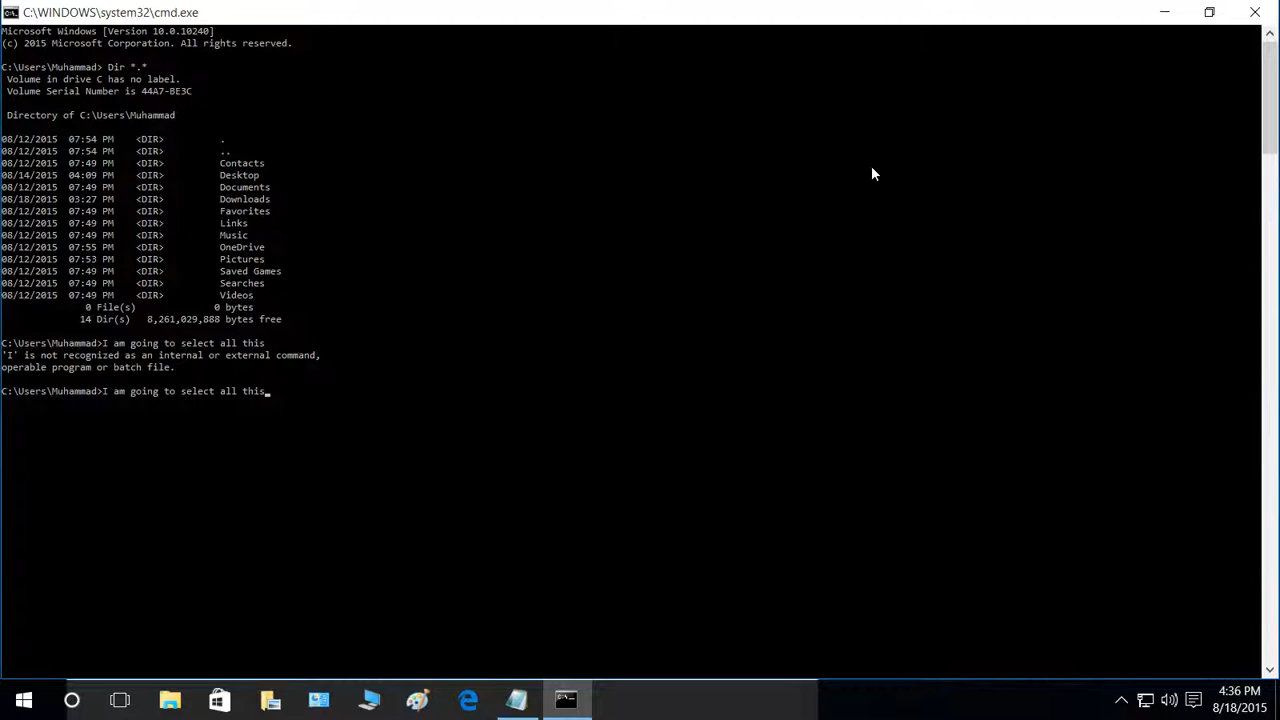 C:\WINDOWS\system32\cmd.exe
Microsoft Windows [Version 10.0.10240]
(c) 2015 Microsoft Corporation. All rights reserved.
C:\Users\Muhammad> Dir *.*
Volume in drive C has no label.
Volume Serial Number is 44A7-BE3C
Directory of C:\Users\Muhammad
08/12/2015 07:54 PM <DIR> .
08/12/2015 07:54 PM <DIR> ..
08/12/2015 07:49 PM <DIR> Contacts
08/14/2015 04:09 PM <DIR> Desktop
08/12/2015 07:49 PM <DIR> Documents
08/18/2015 03:27 PM <DIR> Downloads
08/12/2015 07:49 PM <DIR> Favorites
08/12/2015 07:49 PM <DIR> Links
08/12/2015 07:49 PM <DIR> Music
08/12/2015 07:55 PM <DIR> OneDrive
08/12/2015 07:53 PM <DIR> Pictures
08/12/2015 07:49 PM <DIR> Saved Games
08/12/2015 07:49 PM <DIR> Searches
08/12/2015 07:49 PM <DIR> Videos
0 File(s) 0 bytes
14 Dir(s) 8,261,029,888 bytes free
C:\Users\Muhammad>I am going to select all this
'I' is not recognized as an internal or external command,
operable program or batch file.
C:\Users\Muhammad>I am going to select all this_
4:36 PM
8/18/2015